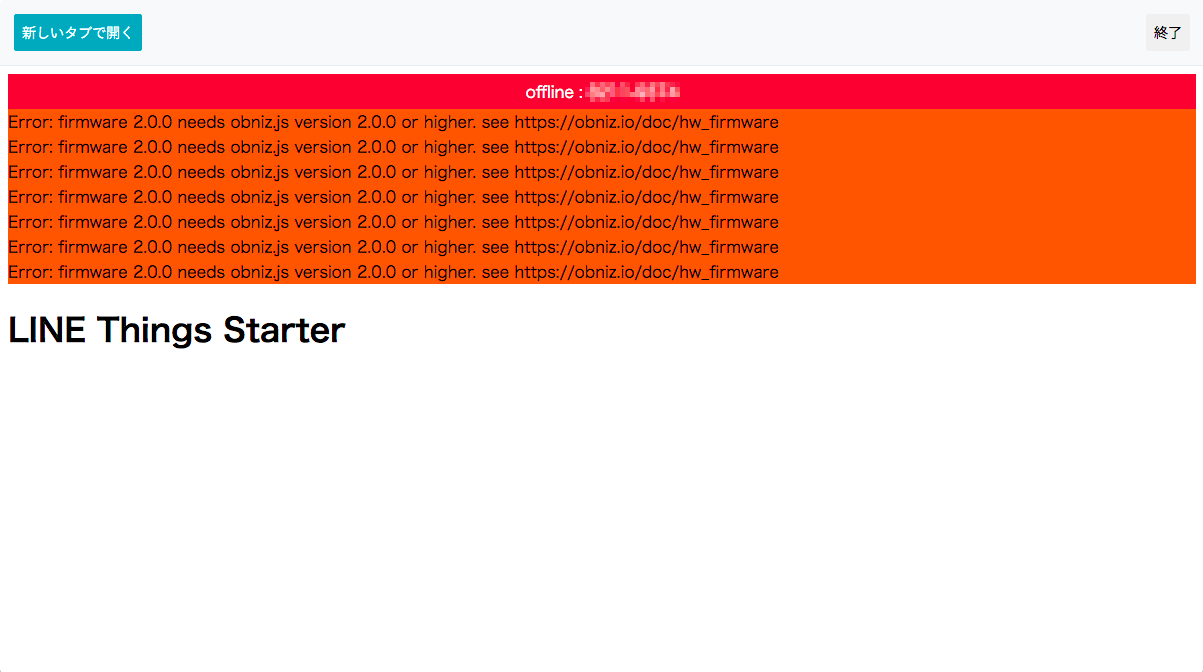 新しいタブで開く
終了
offline :
Error: firmware 2.0.0 needs obniz.js version 2.0.0 or higher. see https://obniz.io/doc/hw_firmware
Error: firmware 2.0.0 needs obniz.js version 2.0.0 or higher. see https://obniz.io/doc/hw_firmware
Error: firmware 2.0.0 needs obniz.js version 2.0.0 or higher. see https://obniz.io/doc/hw_firmware
Error: firmware 2.0.0 needs obniz.js version 2.0.0 or higher. see https://obniz.io/doc/hw_firmware
Error: firmware 2.0.0 needs obniz.js version 2.0.0 or higher. see https://obniz.io/doc/hw_firmware
Error: firmware 2.0.0 needs obniz.js version 2.0.0 or higher. see https://obniz.io/doc/hw_firmware
Error: firmware 2.0.0 needs obniz.js version 2.0.0 or higher. see https://obniz.io/doc/hw_firmware
LINE Things Starter